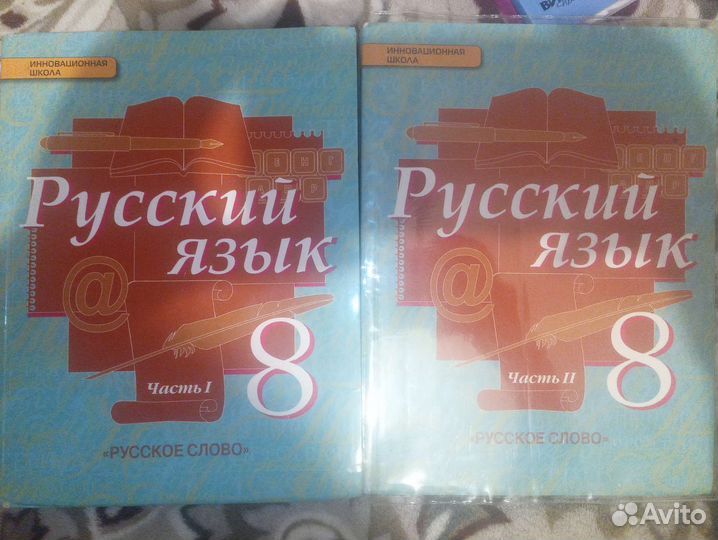 ИННОВАЦИОННАЯ
ШКОЛА
Е Н Г
А Р
Русский
язык
@
Часть I
8
«РУССКОЕ СЛОВО»
ИННОВАЦИОННАЯ
ШКОЛА
Русский
язык
@
Часть II
8
«РУССКОЕ СЛОВО»
Avito